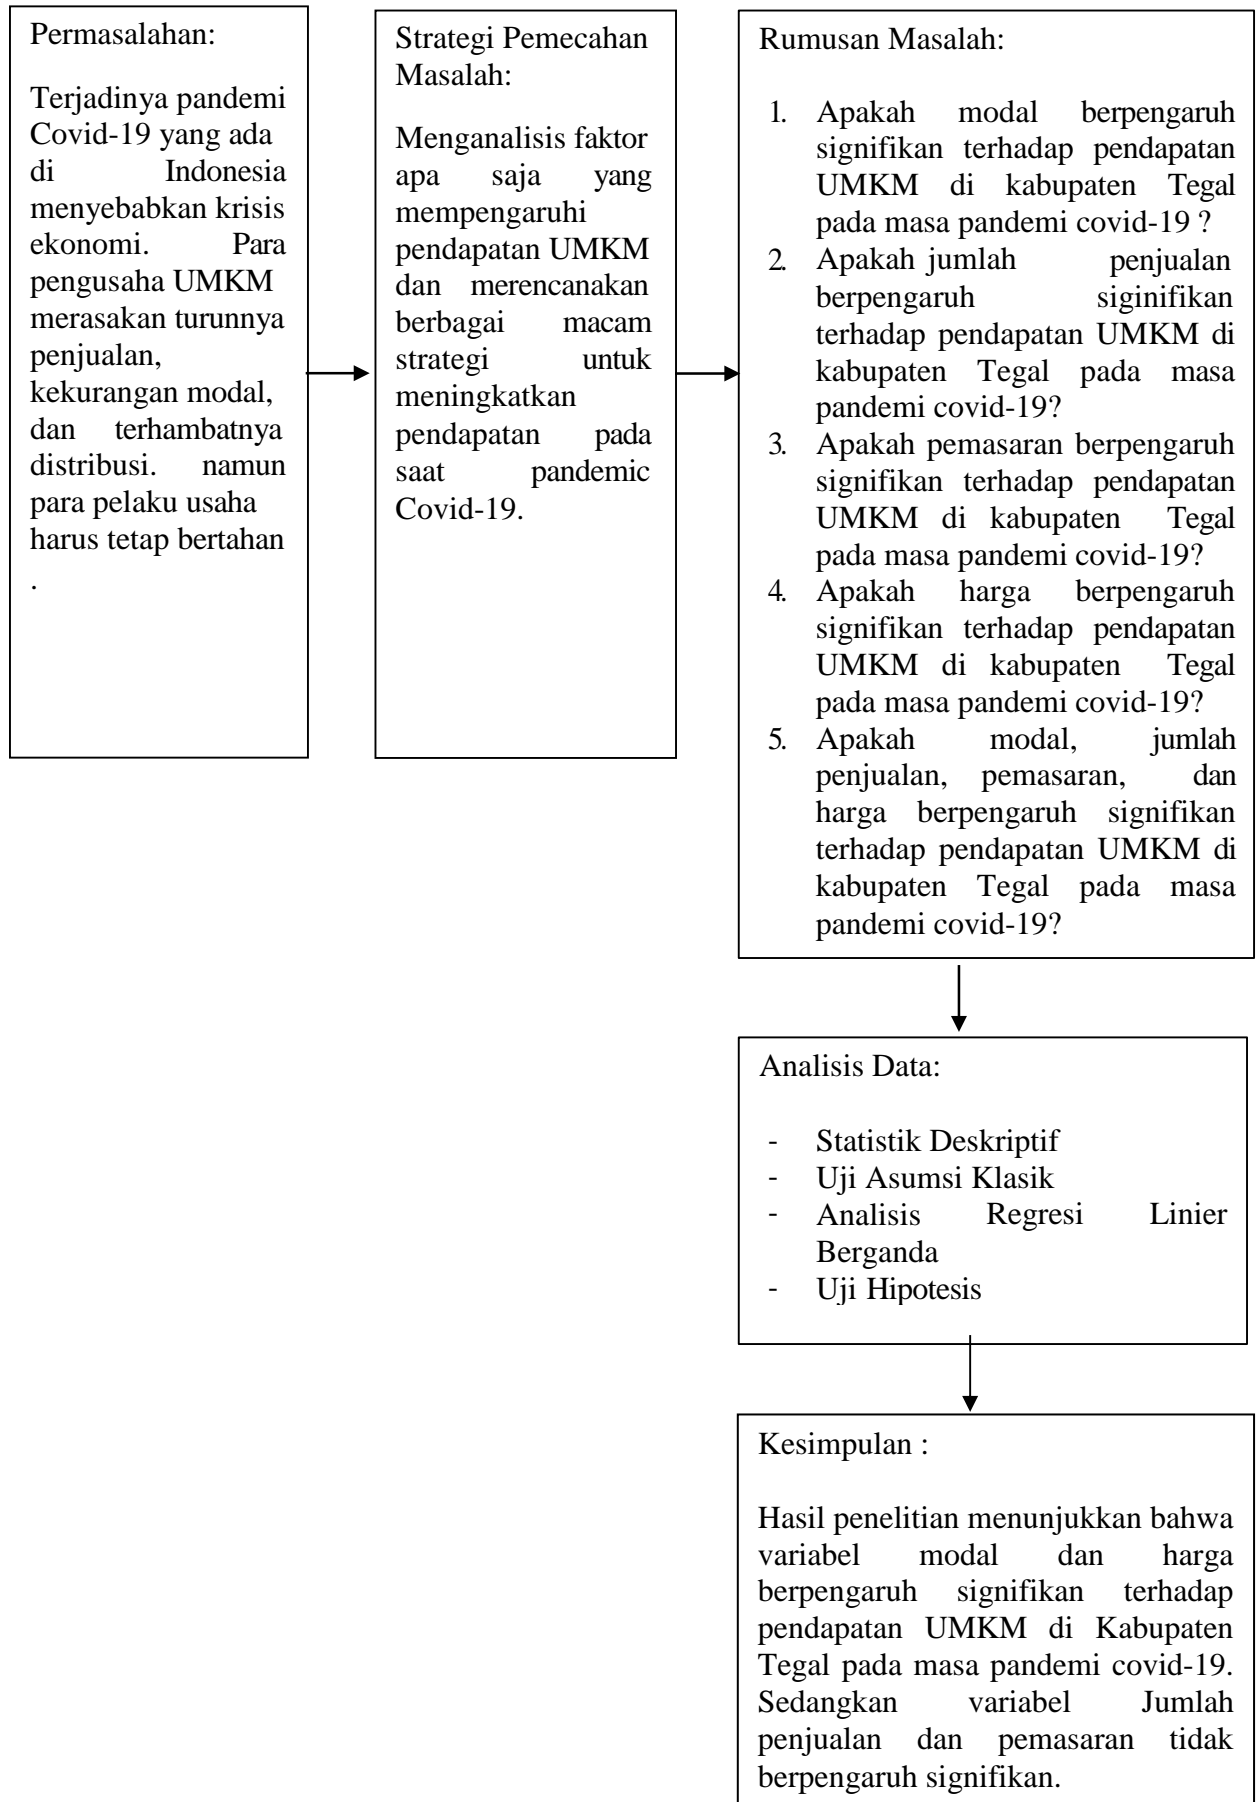 Permasalahan:
Terjadinya pandemi
Covid-19 yang ada
di Indonesia
menyebabkan krisis
ekonomi. Para
pengusaha UMKM
merasakan turunnya
penjualan,
kekurangan modal,
dan terhambatnya
distribusi. namun
para pelaku usaha
harus tetap bertahan
.
Strategi Pemecahan
Masalah:
Menganalisis faktor
apa saja yang
mempengaruhi
pendapatan UMKM
dan merencanakan
berbagai macam
strategi untuk
meningkatkan
pendapatan pada
saat pandemic
Covid-19.
Rumusan Masalah:
1. Apakah modal berpengaruh
signifikan terhadap pendapatan
UMKM di kabupaten Tegal
pada masa pandemi covid-19 ?
2. Apakah jumlah penjualan
berpengaruh siginifikan
terhadap pendapatan UMKM di
kabupaten Tegal pada masa
pandemi covid-19?
3. Apakah pemasaran berpengaruh
signifikan terhadap pendapatan
UMKM di kabupaten Tegal
pada masa pandemi covid-19?
4. Apakah harga berpengaruh
signifikan terhadap pendapatan
UMKM di kabupaten Tegal
pada masa pandemi covid-19?
5. Apakah modal, jumlah
penjualan, pemasaran, dan
harga berpengaruh signifikan
terhadap pendapatan UMKM di
kabupaten Tegal pada masa
pandemi covid-19?
Analisis Data:
- Statistik Deskriptif
- Uji Asumsi Klasik
- Analisis Regresi Linier
Berganda
- Uji Hipotesis
Kesimpulan :
Hasil penelitian menunjukkan bahwa
variabel modal dan harga
berpengaruh signifikan terhadap
pendapatan UMKM di Kabupaten
Tegal pada masa pandemi covid-19.
Sedangkan variabel Jumlah
penjualan dan pemasaran tidak
berpengaruh signifikan.